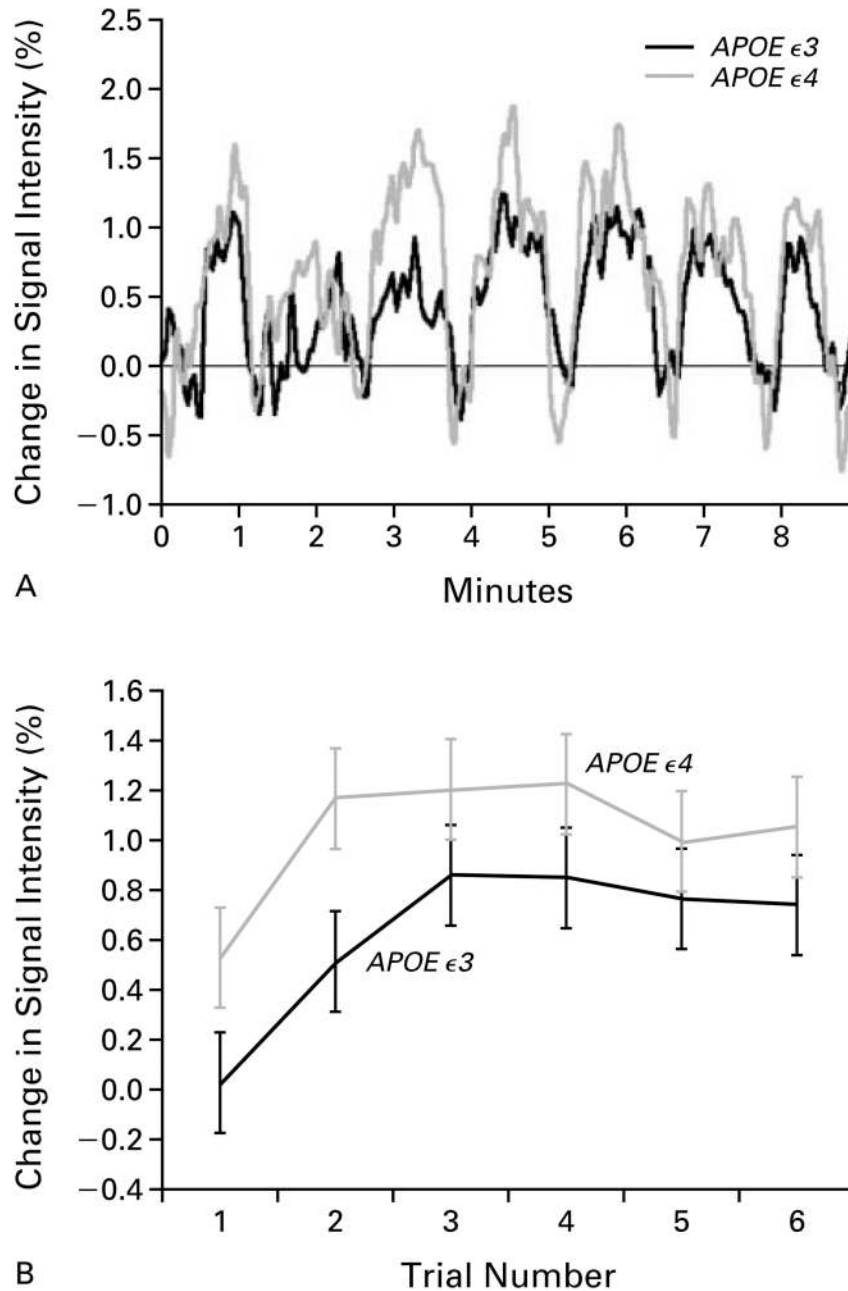 Change in Signal Intensity (%)
2.5
2.0
1.5
1.0
0.5
0.0
−0.5
−1.0
APOE ϵ3
APOE ϵ4
0 1 2 3 4 5 6 7 8
Minutes
A
Change in Signal Intensity (%)
1.6
1.4
1.2
1.0
0.8
0.6
0.4
0.2
0.0
−0.2
−0.4
APOE ϵ4
APOE ϵ3
1 2 3 4 5 6
Trial Number
B